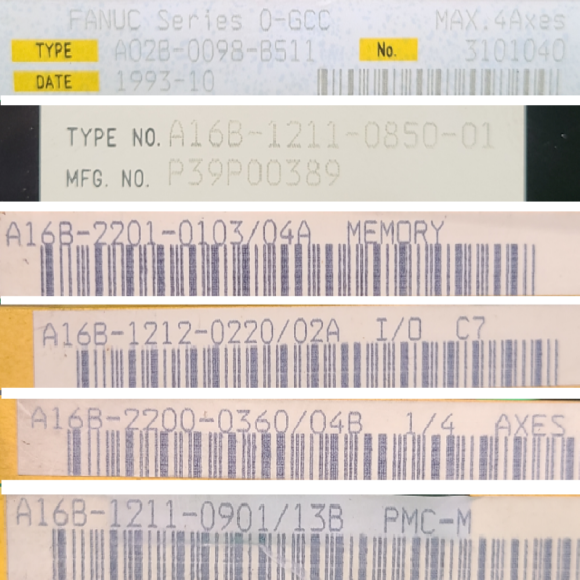 FANUC Series 0-GCC MAX.4Axes
TYPE A02B-0098-B511 No. 3101040
DATE 1993-10
TYPE NO. A16B-1211-0850-01
MFG. NO. P39P00389
A16B-2201-0103/04A MEMORY
A16B-1212-0220/02A I/O C7
A16B-2200-0360/04B 1/4 AXES
A16B-1211-0901/13B PMC-M